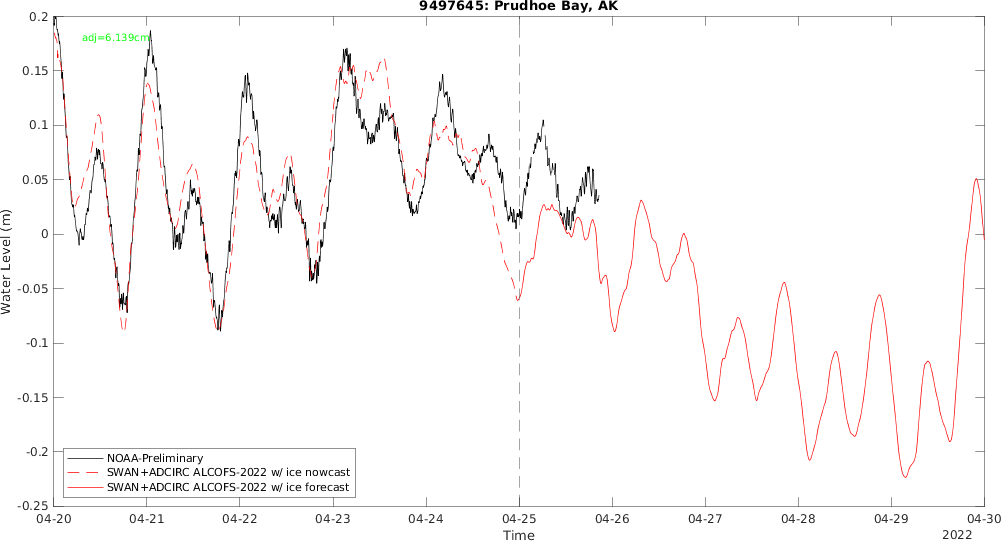 9497645: Prudhoe Bay, AK
adj=6.139cm
0.2
0.15
0.1
0.05
0
-0.05
-0.1
-0.15
-0.2
-0.25
Water Level (m)
NOAA-Preliminary
SWAN+ADCIRC ALCOFS-2022 w/ ice nowcast
SWAN+ADCIRC ALCOFS-2022 w/ ice forecast
04-20 04-21 04-22 04-23 04-24 04-25 04-26 04-27 04-28 04-29 04-30
Time
2022